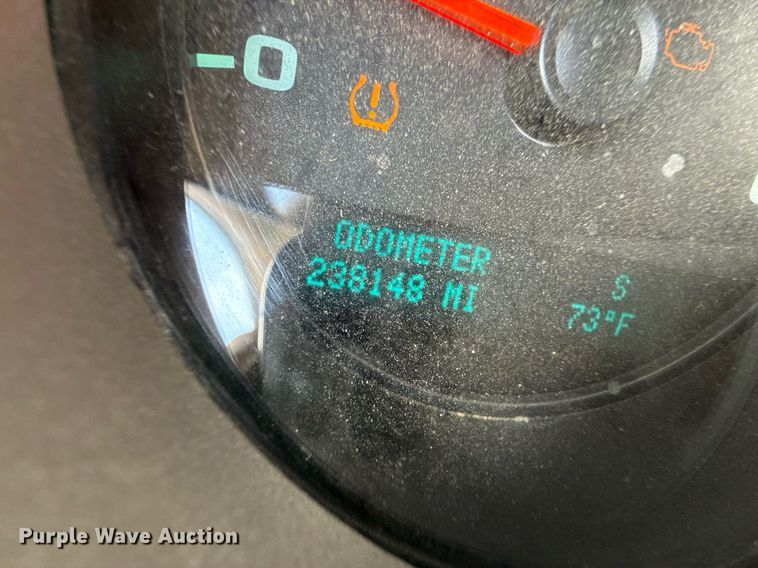 0
ODOMETER
238148 MI
S
73°F
Purple Wave Auction